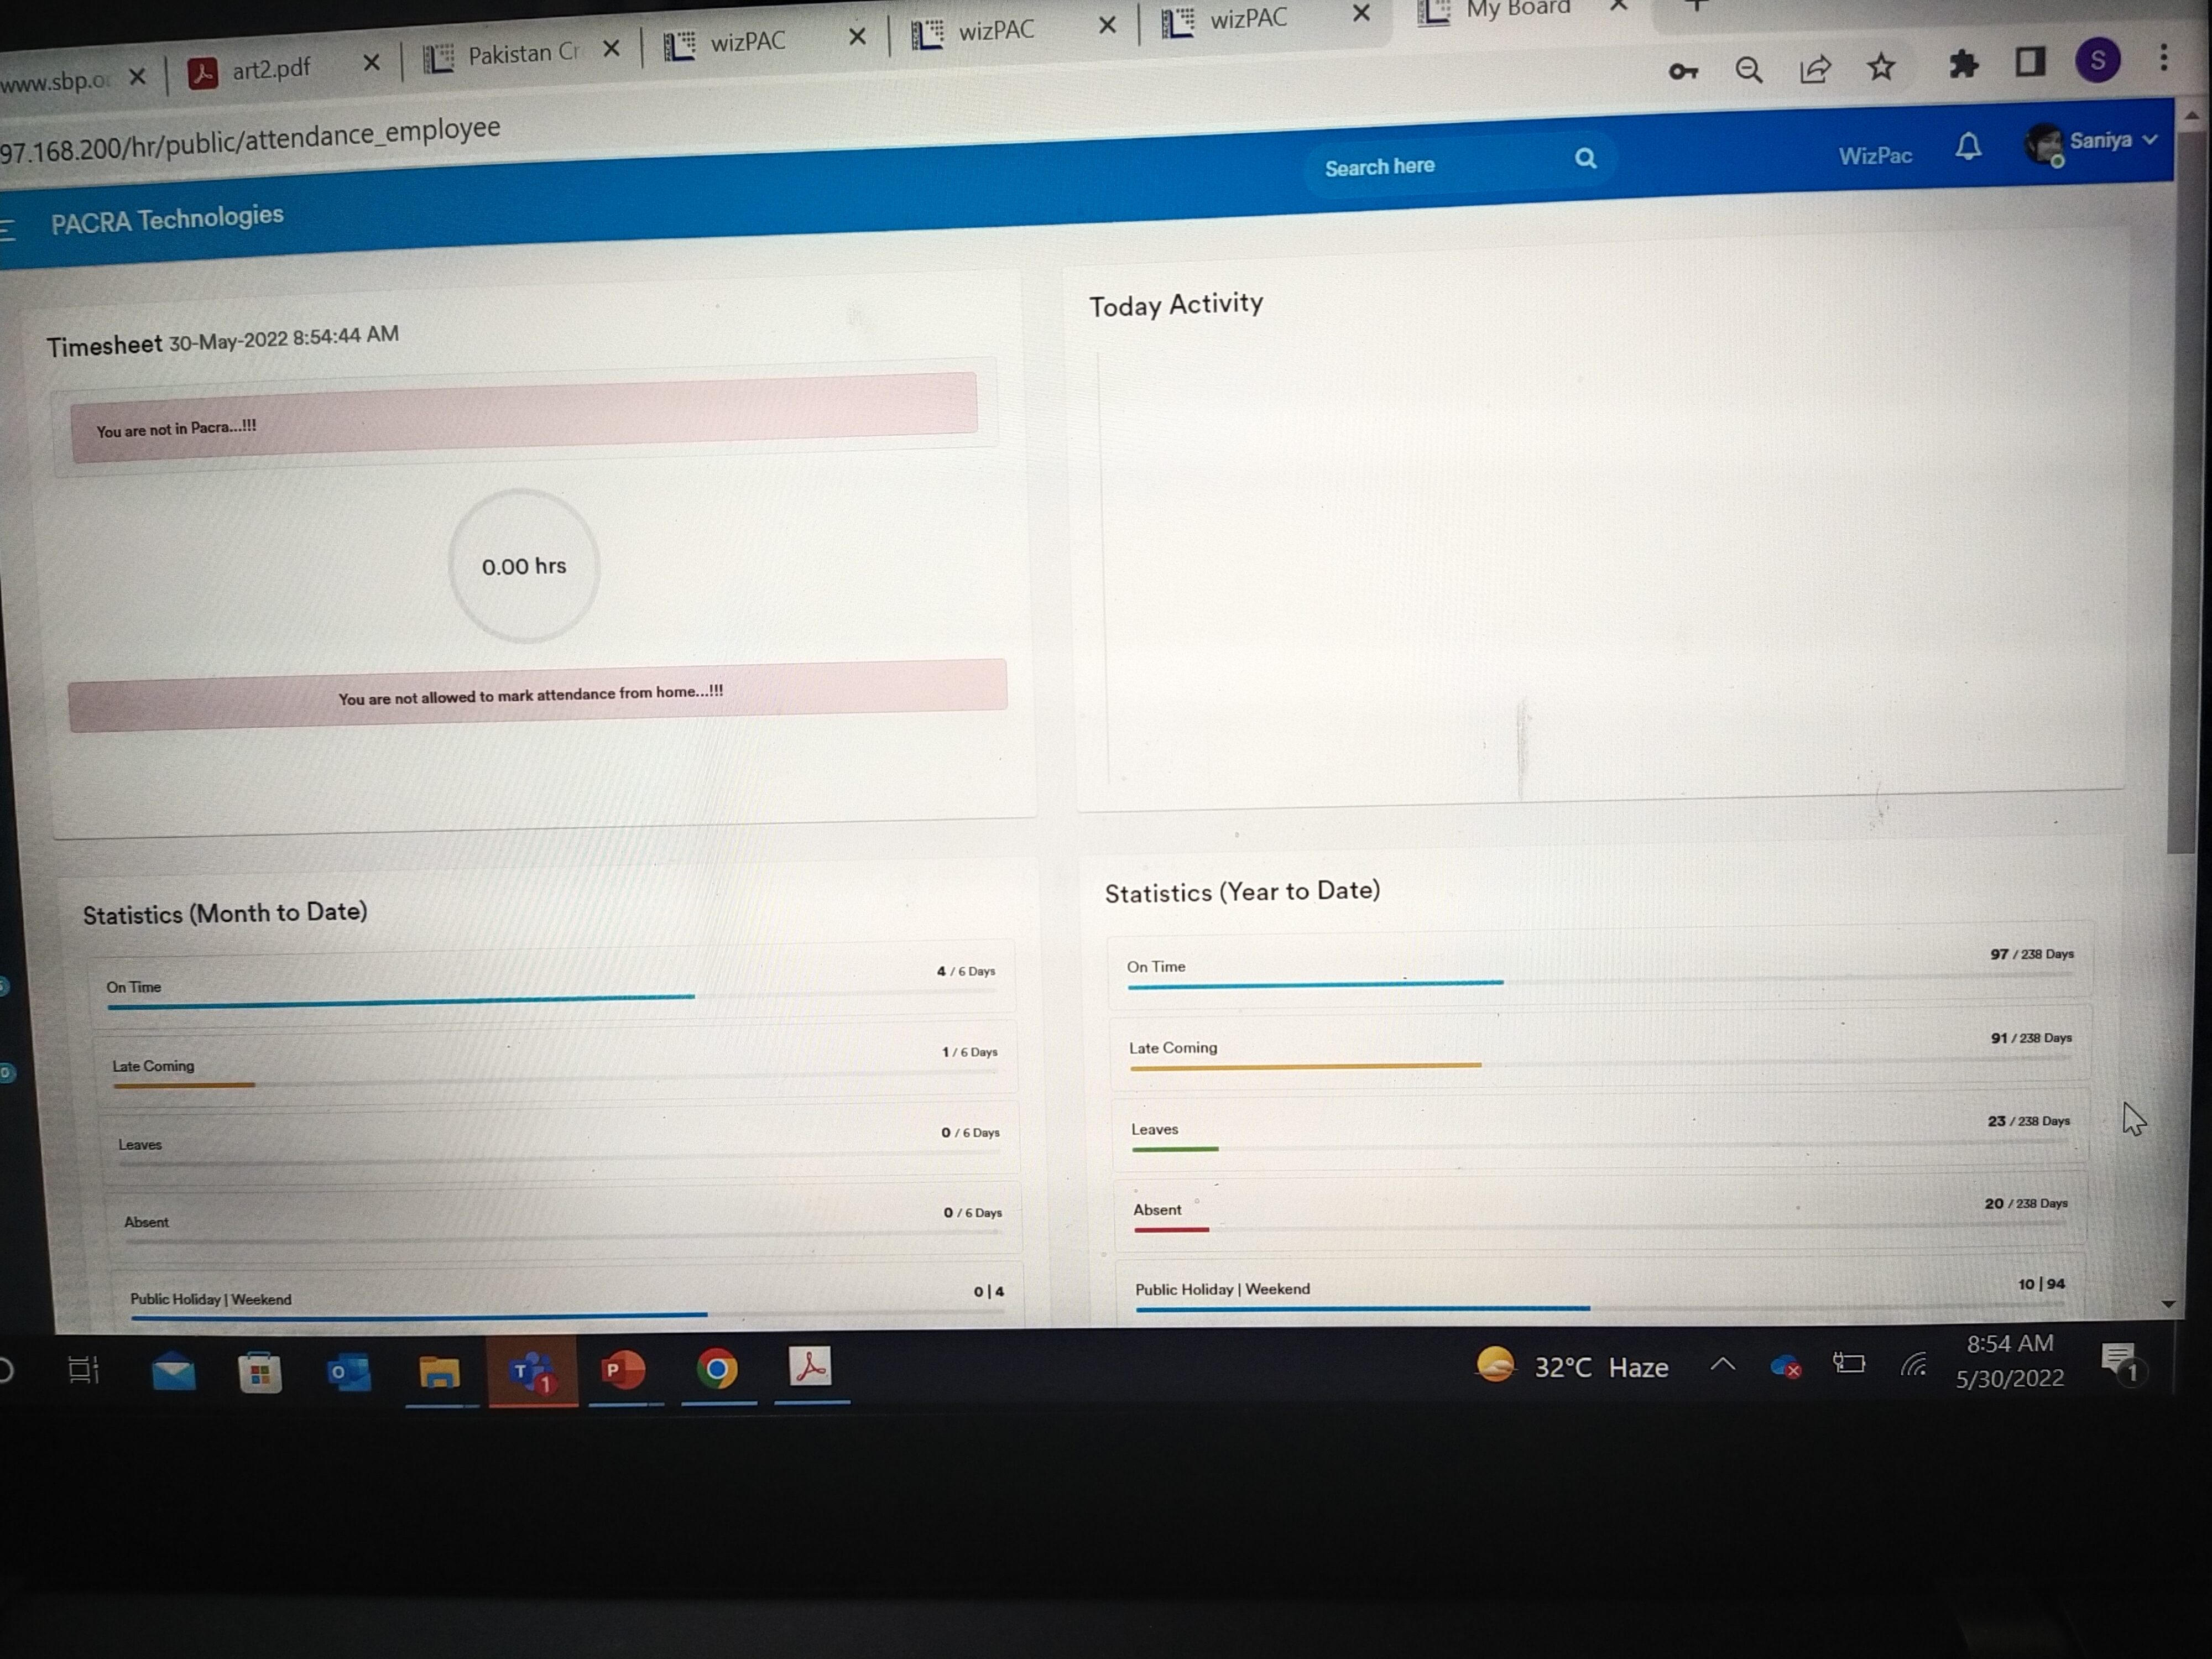 www.sbp.o
art2.pdf
Pakistan Cr
wizPAC
wizPAC
wizPAC
My Board
97.168.200/hr/public/attendance_employee
S
PACRA Technologies
Search here
WizPac
Saniya
Timesheet 30-May-2022 8:54:44 AM
You are not in Pacra...!!!
0.00 hrs
You are not allowed to mark attendance from home...!!!
Today Activity
Statistics (Month to Date)
On Time 4 / 6 Days
Late Coming 1 / 6 Days
Leaves 0 / 6 Days
Absent 0 / 6 Days
Public Holiday | Weekend 0 | 4
Statistics (Year to Date)
On Time 97 / 238 Days
Late Coming 91 / 238 Days
Leaves 23 / 238 Days
Absent 20 / 238 Days
Public Holiday | Weekend 10 | 94
32°C Haze
8:54 AM
5/30/2022
1